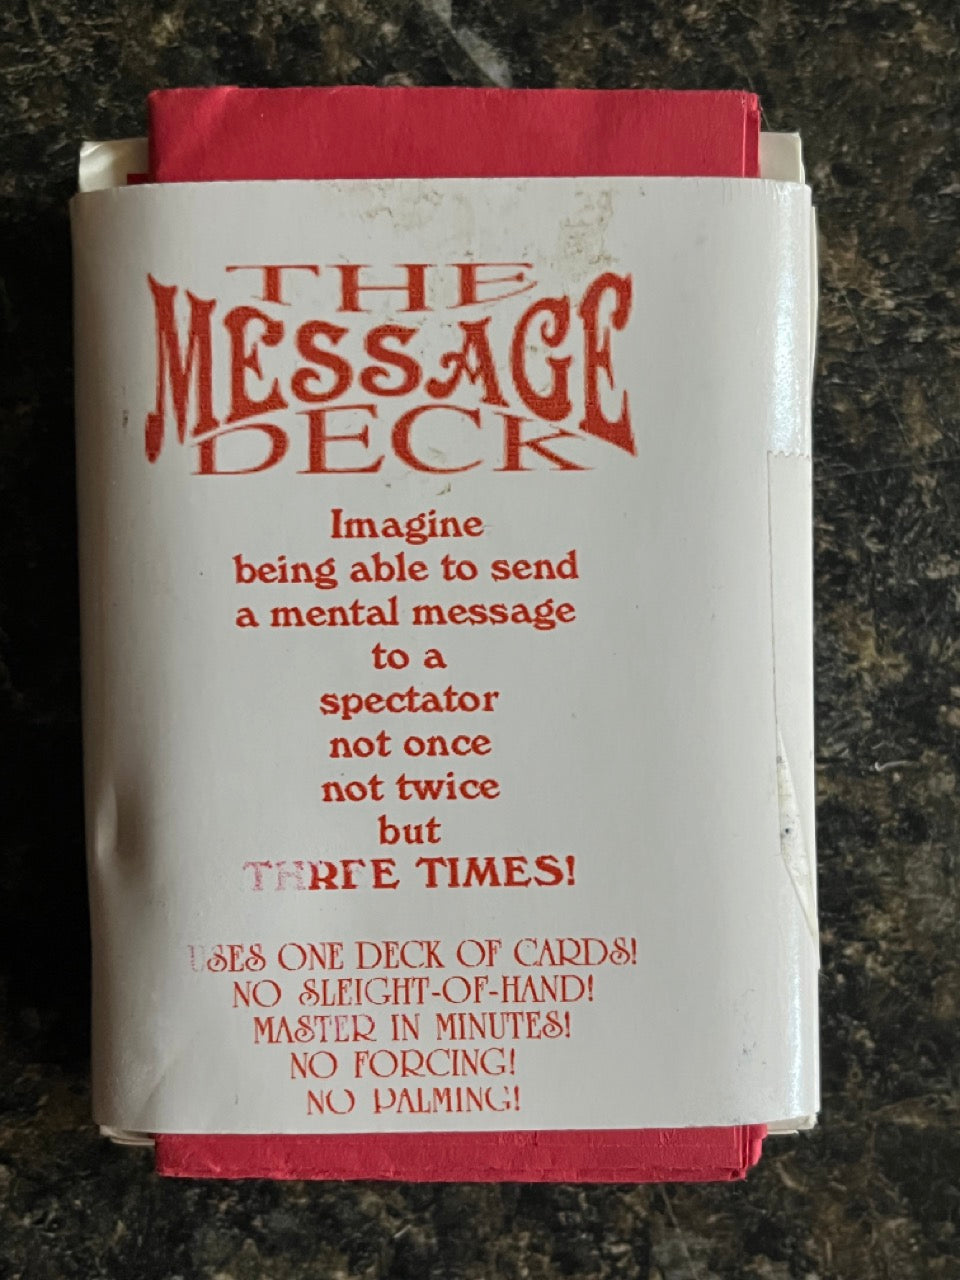 THE
MESSAGE
DECK
Imagine
being able to send
a mental message
to a
spectator
not once
not twice
but
THREE TIMES!
USES ONE DECK OF CARDS!
NO SLEIGHT-OF-HAND!
MASTER IN MINUTES!
NO FORCING!
NO PALMING!